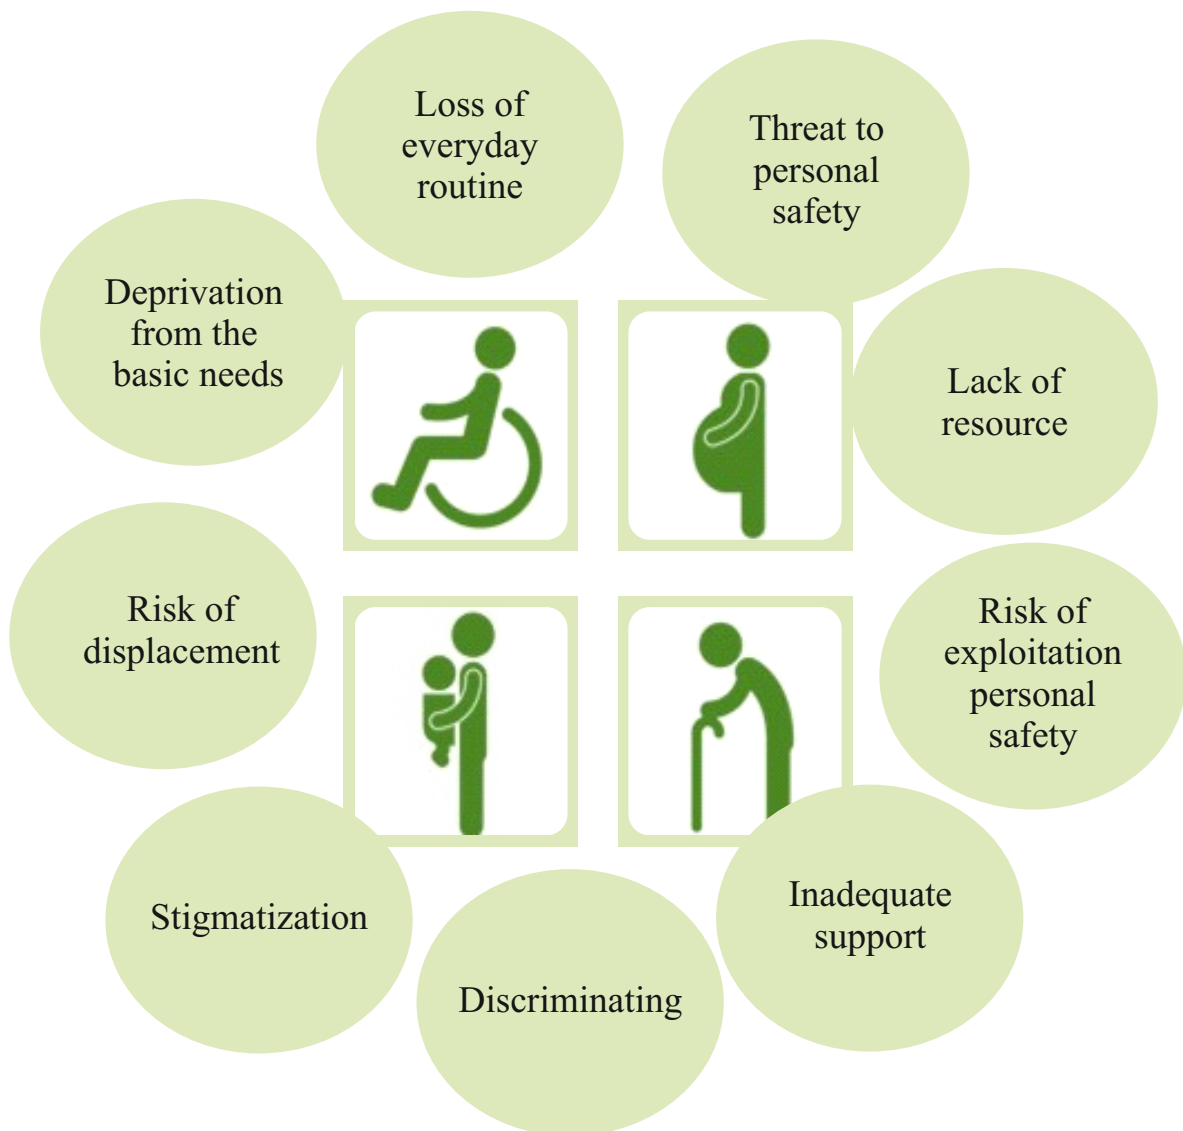 Loss of
everyday
routine
Threat to
personal
safety
Deprivation
from the
basic needs
Lack of
resource
Risk of
displacement
Risk of
exploitation
personal
safety
Stigmatization
Inadequate
support
Discriminating